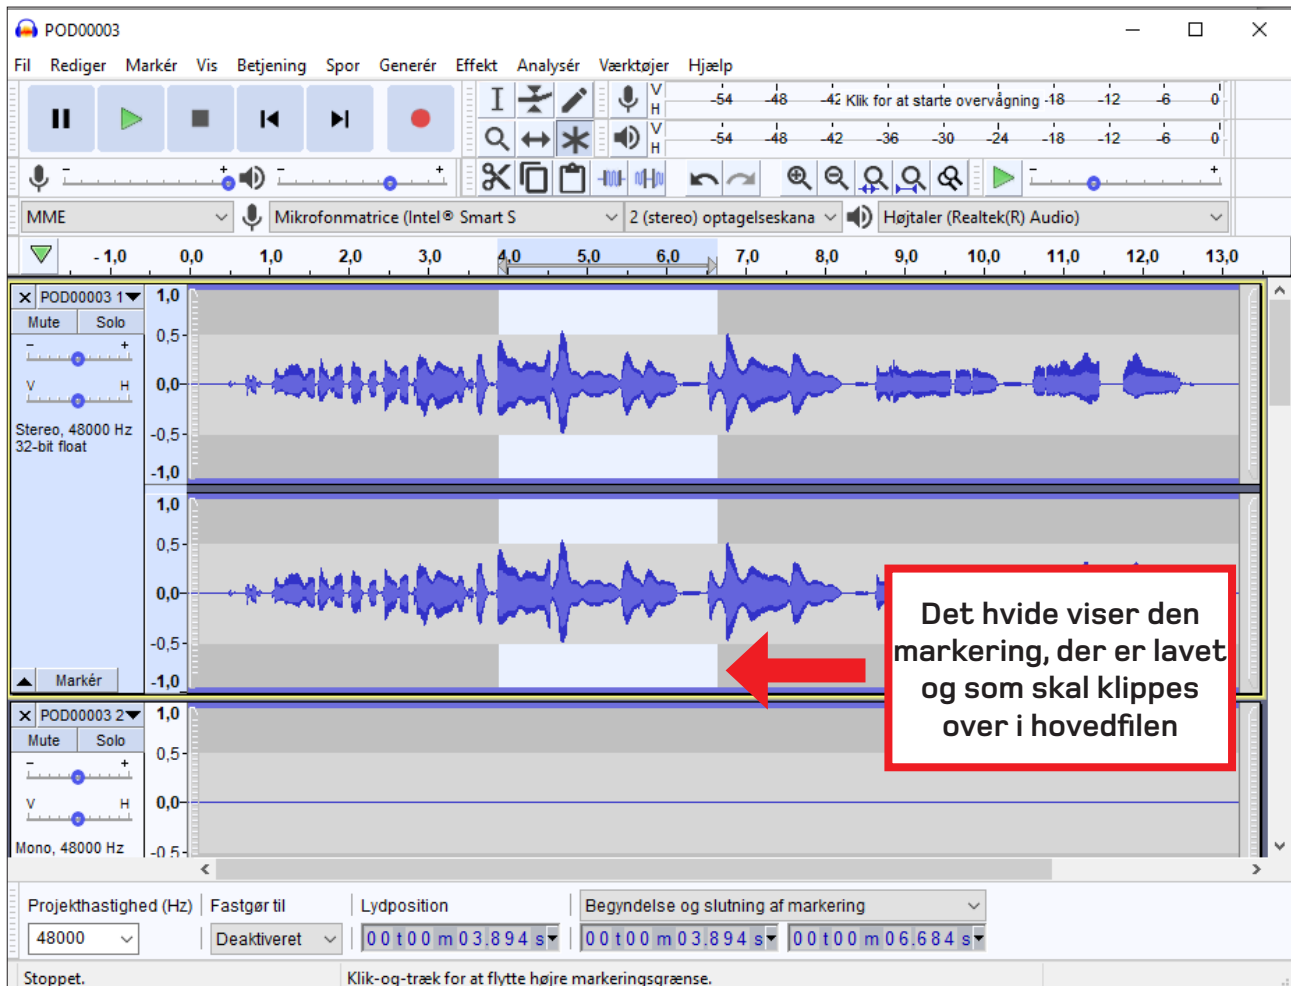 POD00003
Fil Rediger Markér Vis Betjening Spor Generér Effekt Analysér Værktøjer Hjælp
V H -54 -48 -42 Klik for at starte overvågning -18 -12 -6 0
V H -54 -48 -42 -36 -30 -24 -18 -12 -6 0
- + - + - +
MME Mikrofonmatrice (Intel® Smart S 2 (stereo) optagelseskana Højtaler (Realtek(R) Audio)
- 1,0 0,0 1,0 2,0 3,0 4,0 5,0 6,0 7,0 8,0 9,0 10,0 11,0 12,0 13,0
POD00003 1 1,0
Mute Solo
0,5
- +
0,0
V H
Stereo, 48000 Hz
-0,5
32-bit float
-1,0
1,0
0,5
0,0
-0,5
Markér -1,0
Det hvide viser den
markering, der er lavet
og som skal klippes
over i hovedfilen
POD00003 2 1,0
Mute Solo
0,5
- +
V H 0,0
Mono, 48000 Hz -0,5
Projekthastighed (Hz) Fastgør til Lydposition Begyndelse og slutning af markering
48000 Deaktiveret 00 t 00 m 03.894 s 00 t 00 m 03.894 s 00 t 00 m 06.684 s
Stoppet. Klik-og-træk for at flytte højre markeringsgrænse.